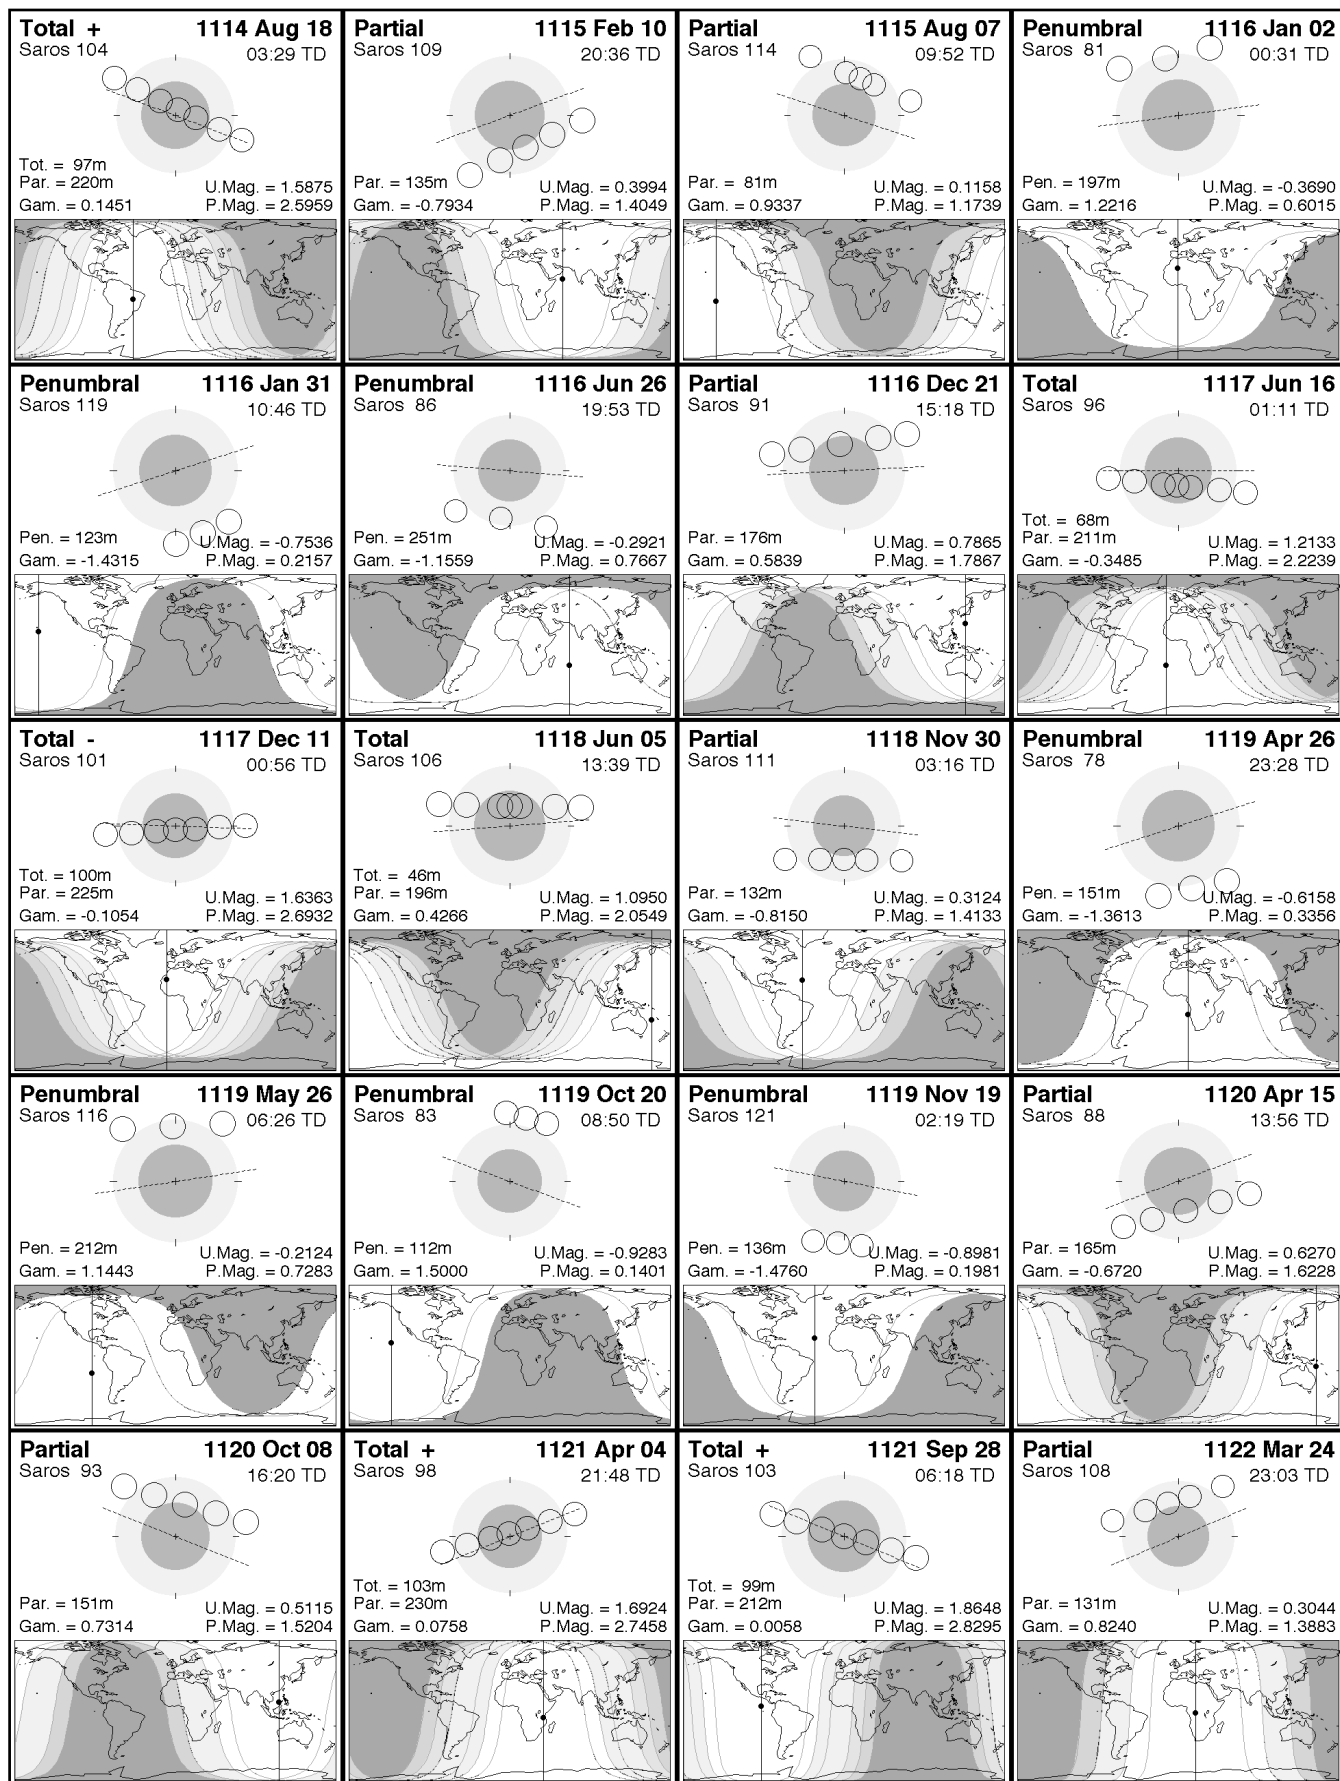 Total + 1114 Aug 18
Saros 104 03:29 TD
Tot. = 97m
Par. = 220m U.Mag. = 1.5875
Gam. = 0.1451 P.Mag. = 2.5959
Partial 1115 Feb 10
Saros 109 20:36 TD
Par. = 135m U.Mag. = 0.3994
Gam. = -0.7934 P.Mag. = 1.4049
Partial 1115 Aug 07
Saros 114 09:52 TD
Par. = 81m U.Mag. = 0.1158
Gam. = 0.9337 P.Mag. = 1.1739
Penumbral 1116 Jan 02
Saros 81 00:31 TD
Pen. = 197m U.Mag. = -0.3690
Gam. = 1.2216 P.Mag. = 0.6015
Penumbral 1116 Jan 31
Saros 119 10:46 TD
Pen. = 123m U.Mag. = -0.7536
Gam. = -1.4315 P.Mag. = 0.2157
Penumbral 1116 Jun 26
Saros 86 19:53 TD
Pen. = 251m U.Mag. = -0.2921
Gam. = -1.1559 P.Mag. = 0.7667
Partial 1116 Dec 21
Saros 91 15:18 TD
Par. = 176m U.Mag. = 0.7865
Gam. = 0.5839 P.Mag. = 1.7867
Total 1117 Jun 16
Saros 96 01:11 TD
Tot. = 68m
Par. = 211m U.Mag. = 1.2133
Gam. = -0.3485 P.Mag. = 2.2239
Total - 1117 Dec 11
Saros 101 00:56 TD
Tot. = 100m
Par. = 225m U.Mag. = 1.6363
Gam. = -0.1054 P.Mag. = 2.6932
Total 1118 Jun 05
Saros 106 13:39 TD
Tot. = 46m
Par. = 196m U.Mag. = 1.0950
Gam. = 0.4266 P.Mag. = 2.0549
Partial 1118 Nov 30
Saros 111 03:16 TD
Par. = 132m U.Mag. = 0.3124
Gam. = -0.8150 P.Mag. = 1.4133
Penumbral 1119 Apr 26
Saros 78 23:28 TD
Pen. = 151m U.Mag. = -0.6158
Gam. = -1.3613 P.Mag. = 0.3356
Penumbral 1119 May 26
Saros 116 06:26 TD
Pen. = 212m U.Mag. = -0.2124
Gam. = 1.1443 P.Mag. = 0.7283
Penumbral 1119 Oct 20
Saros 83 08:50 TD
Pen. = 112m U.Mag. = -0.9283
Gam. = 1.5000 P.Mag. = 0.1401
Penumbral 1119 Nov 19
Saros 121 02:19 TD
Pen. = 136m U.Mag. = -0.8981
Gam. = -1.4760 P.Mag. = 0.1981
Partial 1120 Apr 15
Saros 88 13:56 TD
Par. = 165m U.Mag. = 0.6270
Gam. = -0.6720 P.Mag. = 1.6228
Partial 1120 Oct 08
Saros 93 16:20 TD
Par. = 151m U.Mag. = 0.5115
Gam. = 0.7314 P.Mag. = 1.5204
Total + 1121 Apr 04
Saros 98 21:48 TD
Tot. = 103m
Par. = 230m U.Mag. = 1.6924
Gam. = 0.0758 P.Mag. = 2.7458
Total + 1121 Sep 28
Saros 103 06:18 TD
Tot. = 99m
Par. = 212m U.Mag. = 1.8648
Gam. = 0.0058 P.Mag. = 2.8295
Partial 1122 Mar 24
Saros 108 23:03 TD
Par. = 131m U.Mag. = 0.3044
Gam. = 0.8240 P.Mag. = 1.3883